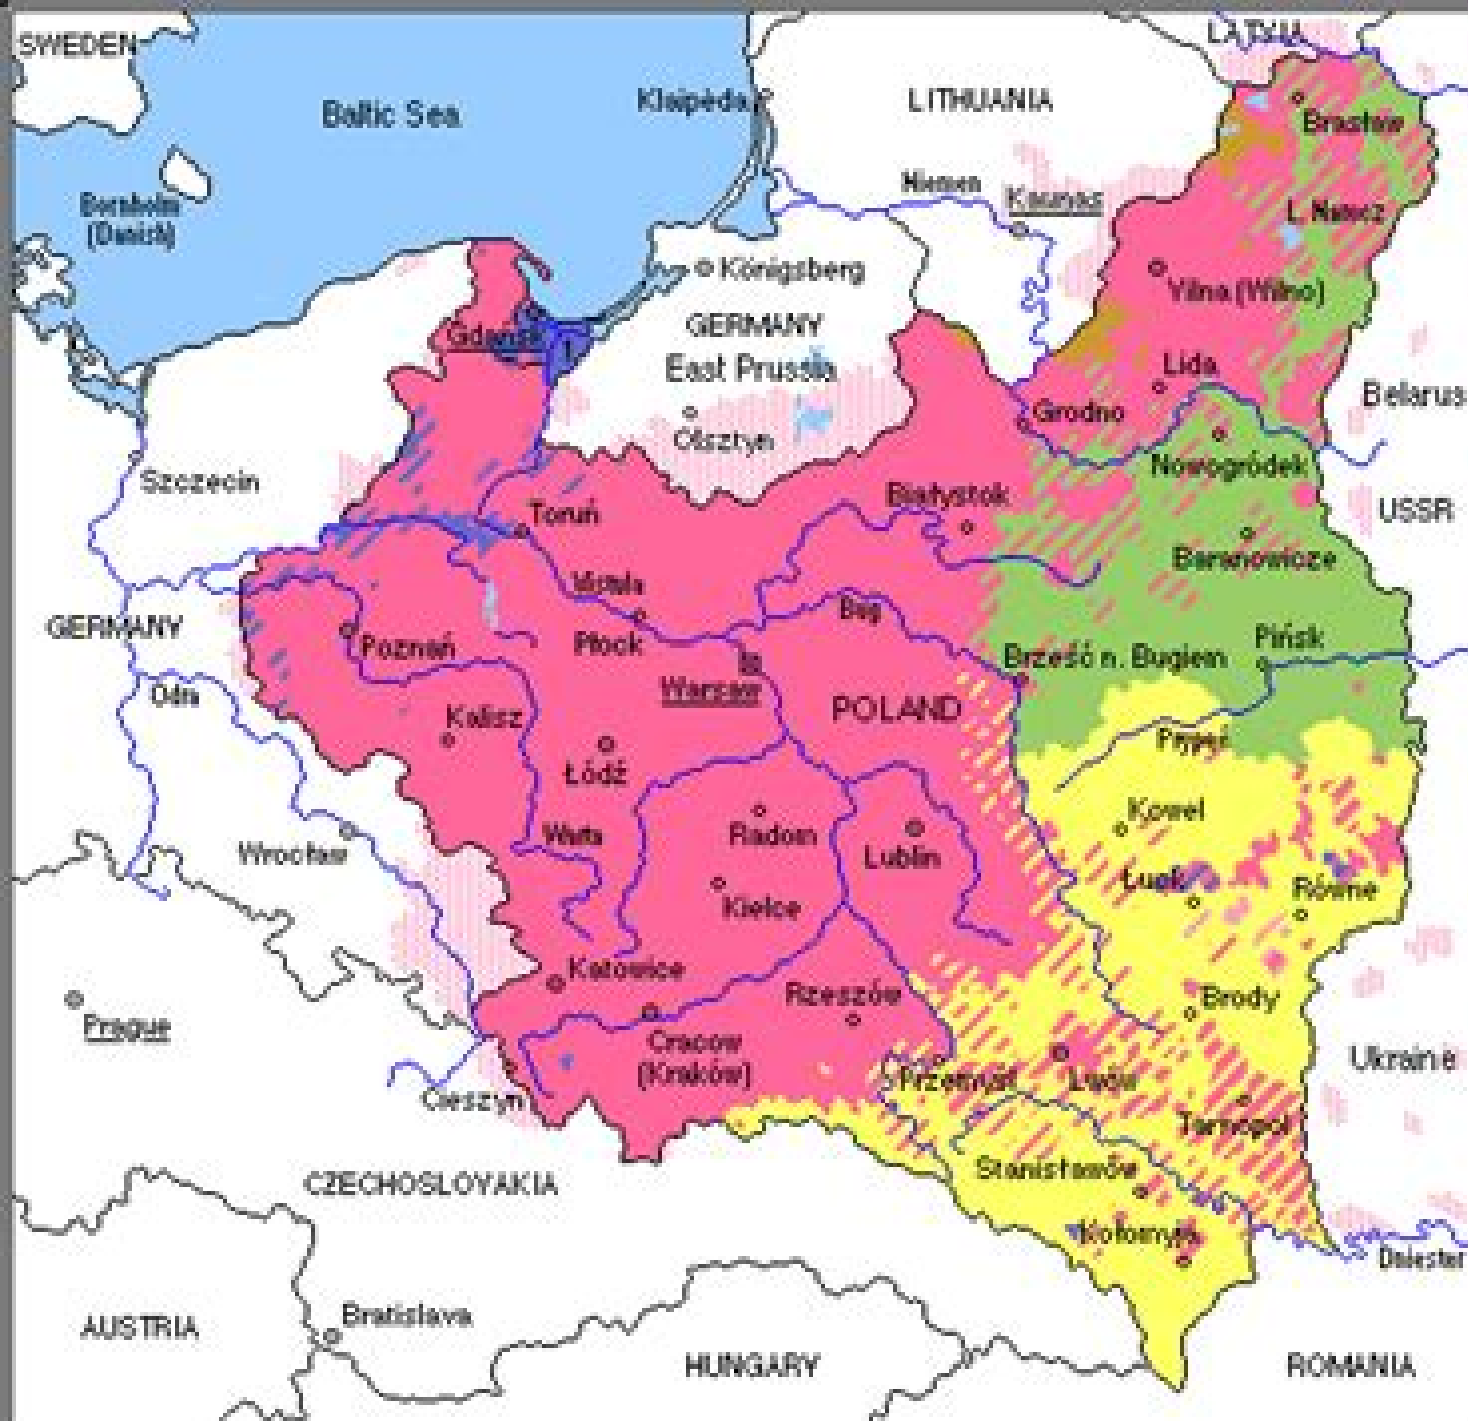 SWEDEN
LATVIA
Baltic Sea
Klaipėda
LITHUANIA
Brasław
Bornholm
(Danish)
Niemen
Kaunas
Königsberg
Vilna (Wilno)
GERMANY
Gdańsk
East Prussia
Lida
Belarus
Grodno
Olsztyn
Nowogródek
Szczecin
Białystok
USSR
Toruń
Baranowicze
Vistula
Bug
GERMANY
Poznań
Płock
Brześć n. Bugiem
Pińsk
Odra
Warsaw
POLAND
Kalisz
Łódź
Kowel
Wrocław
Warta
Radom
Lublin
Łuck
Równe
Kielce
Katowice
Rzeszów
Brody
Prague
Cracow
(Kraków)
Ukraine
Przemyśl
Lwów
Cieszyn
Tarnopol
Stanisławów
CZECHOSLOVAKIA
Kołomyja
Dniester
Bratislava
AUSTRIA
HUNGARY
ROMANIA